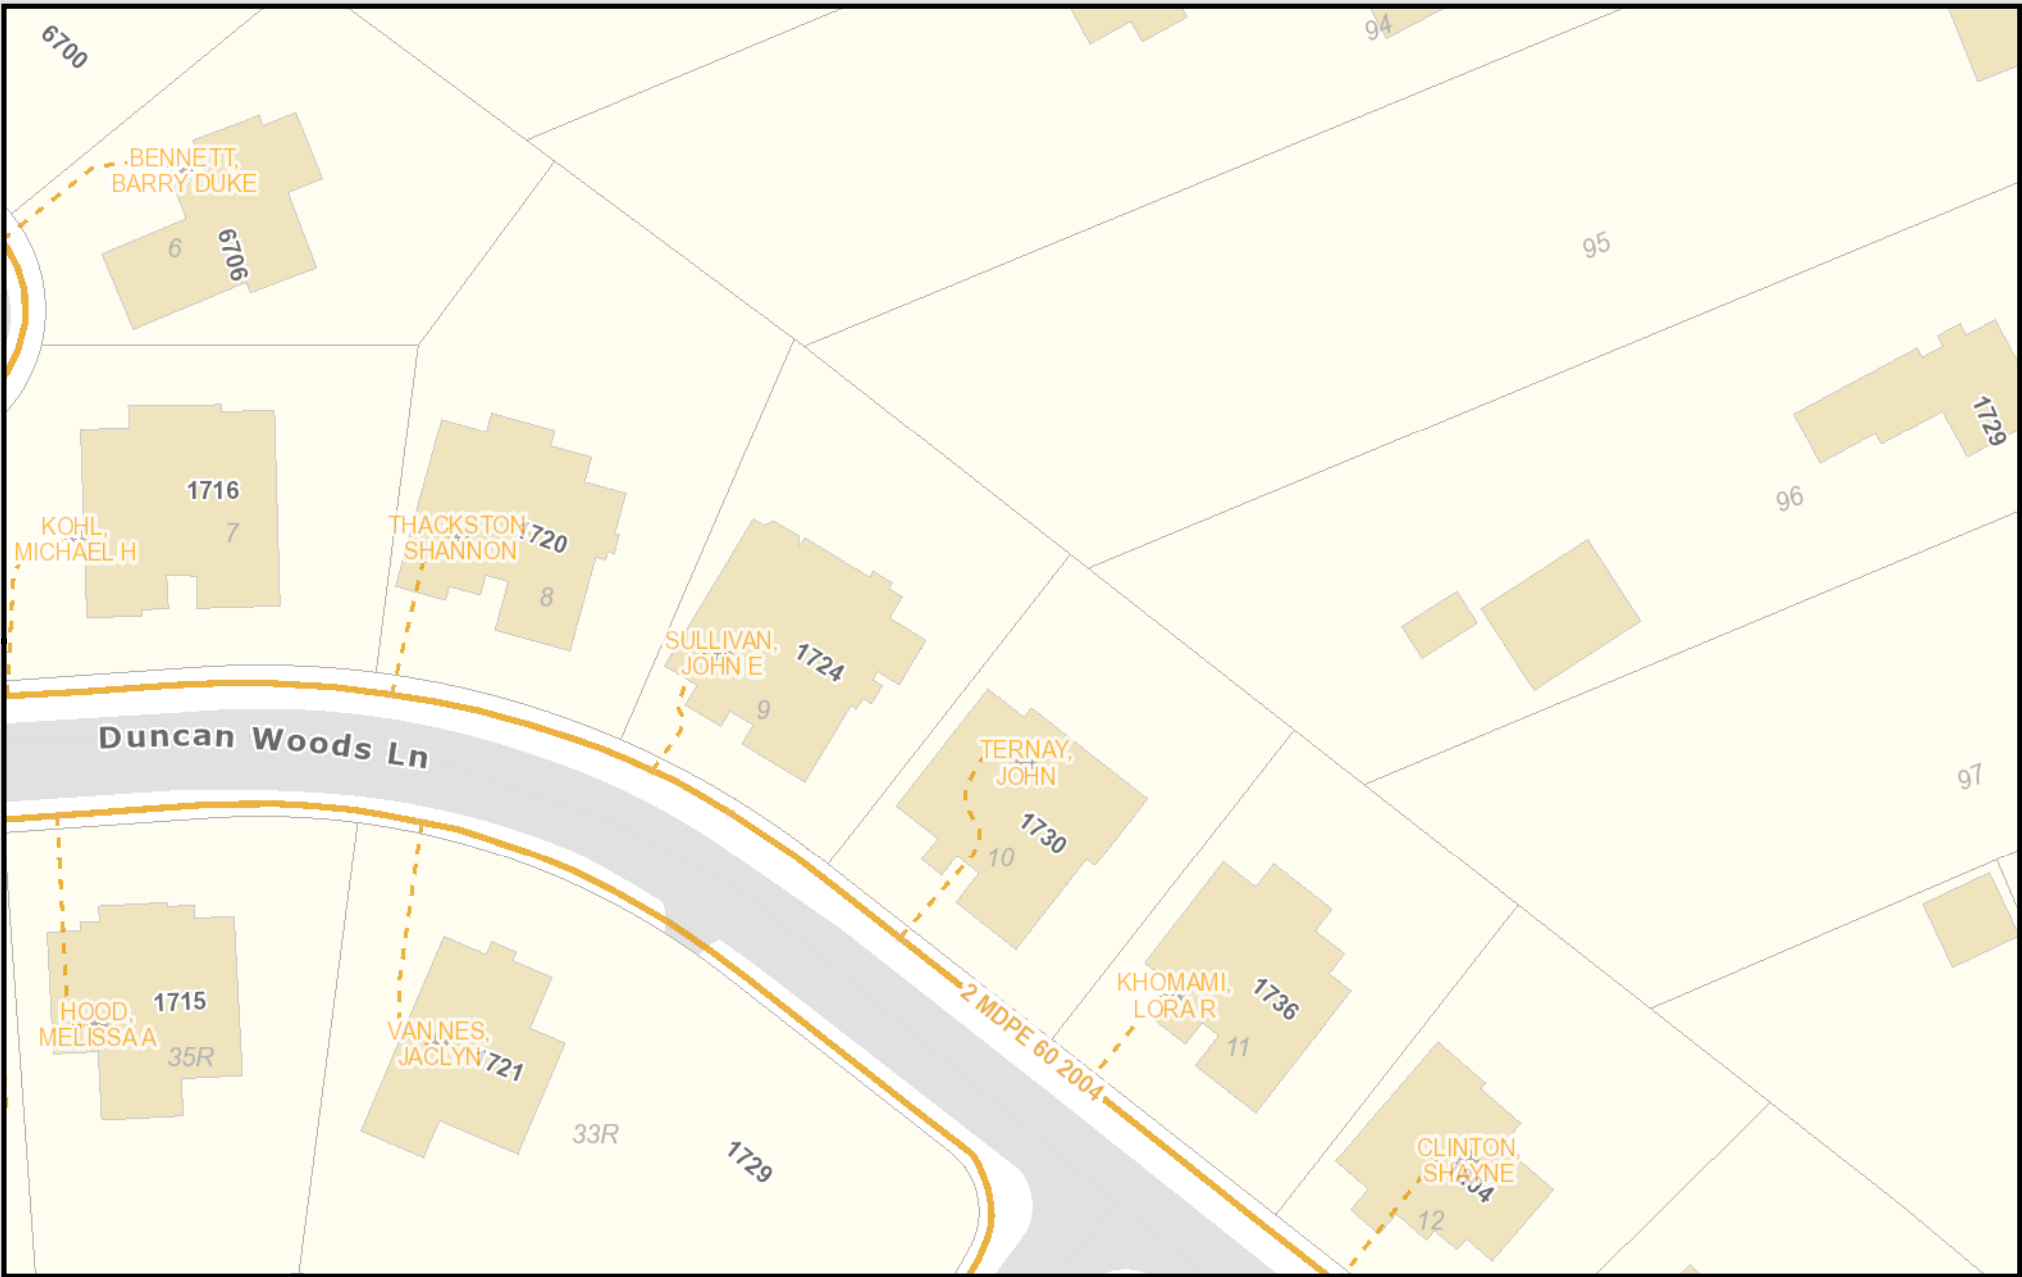 6700
94
BENNETT,
BARRY DUKE
6
6706
95
1729
1716
7
KOHL,
MICHAEL H
THACKSTON,
SHANNON
1720
8
96
SULLIVAN,
JOHN E
1724
9
Duncan Woods Ln
TERNAY,
JOHN
1730
10
97
2 MDPE 60 2004
KHOMAMI,
LORA R
1736
11
HOOD,
MELISSA A
1715
35R
VAN NES,
JACLYN
1721
33R
1729
CLINTON,
SHAYNE
12